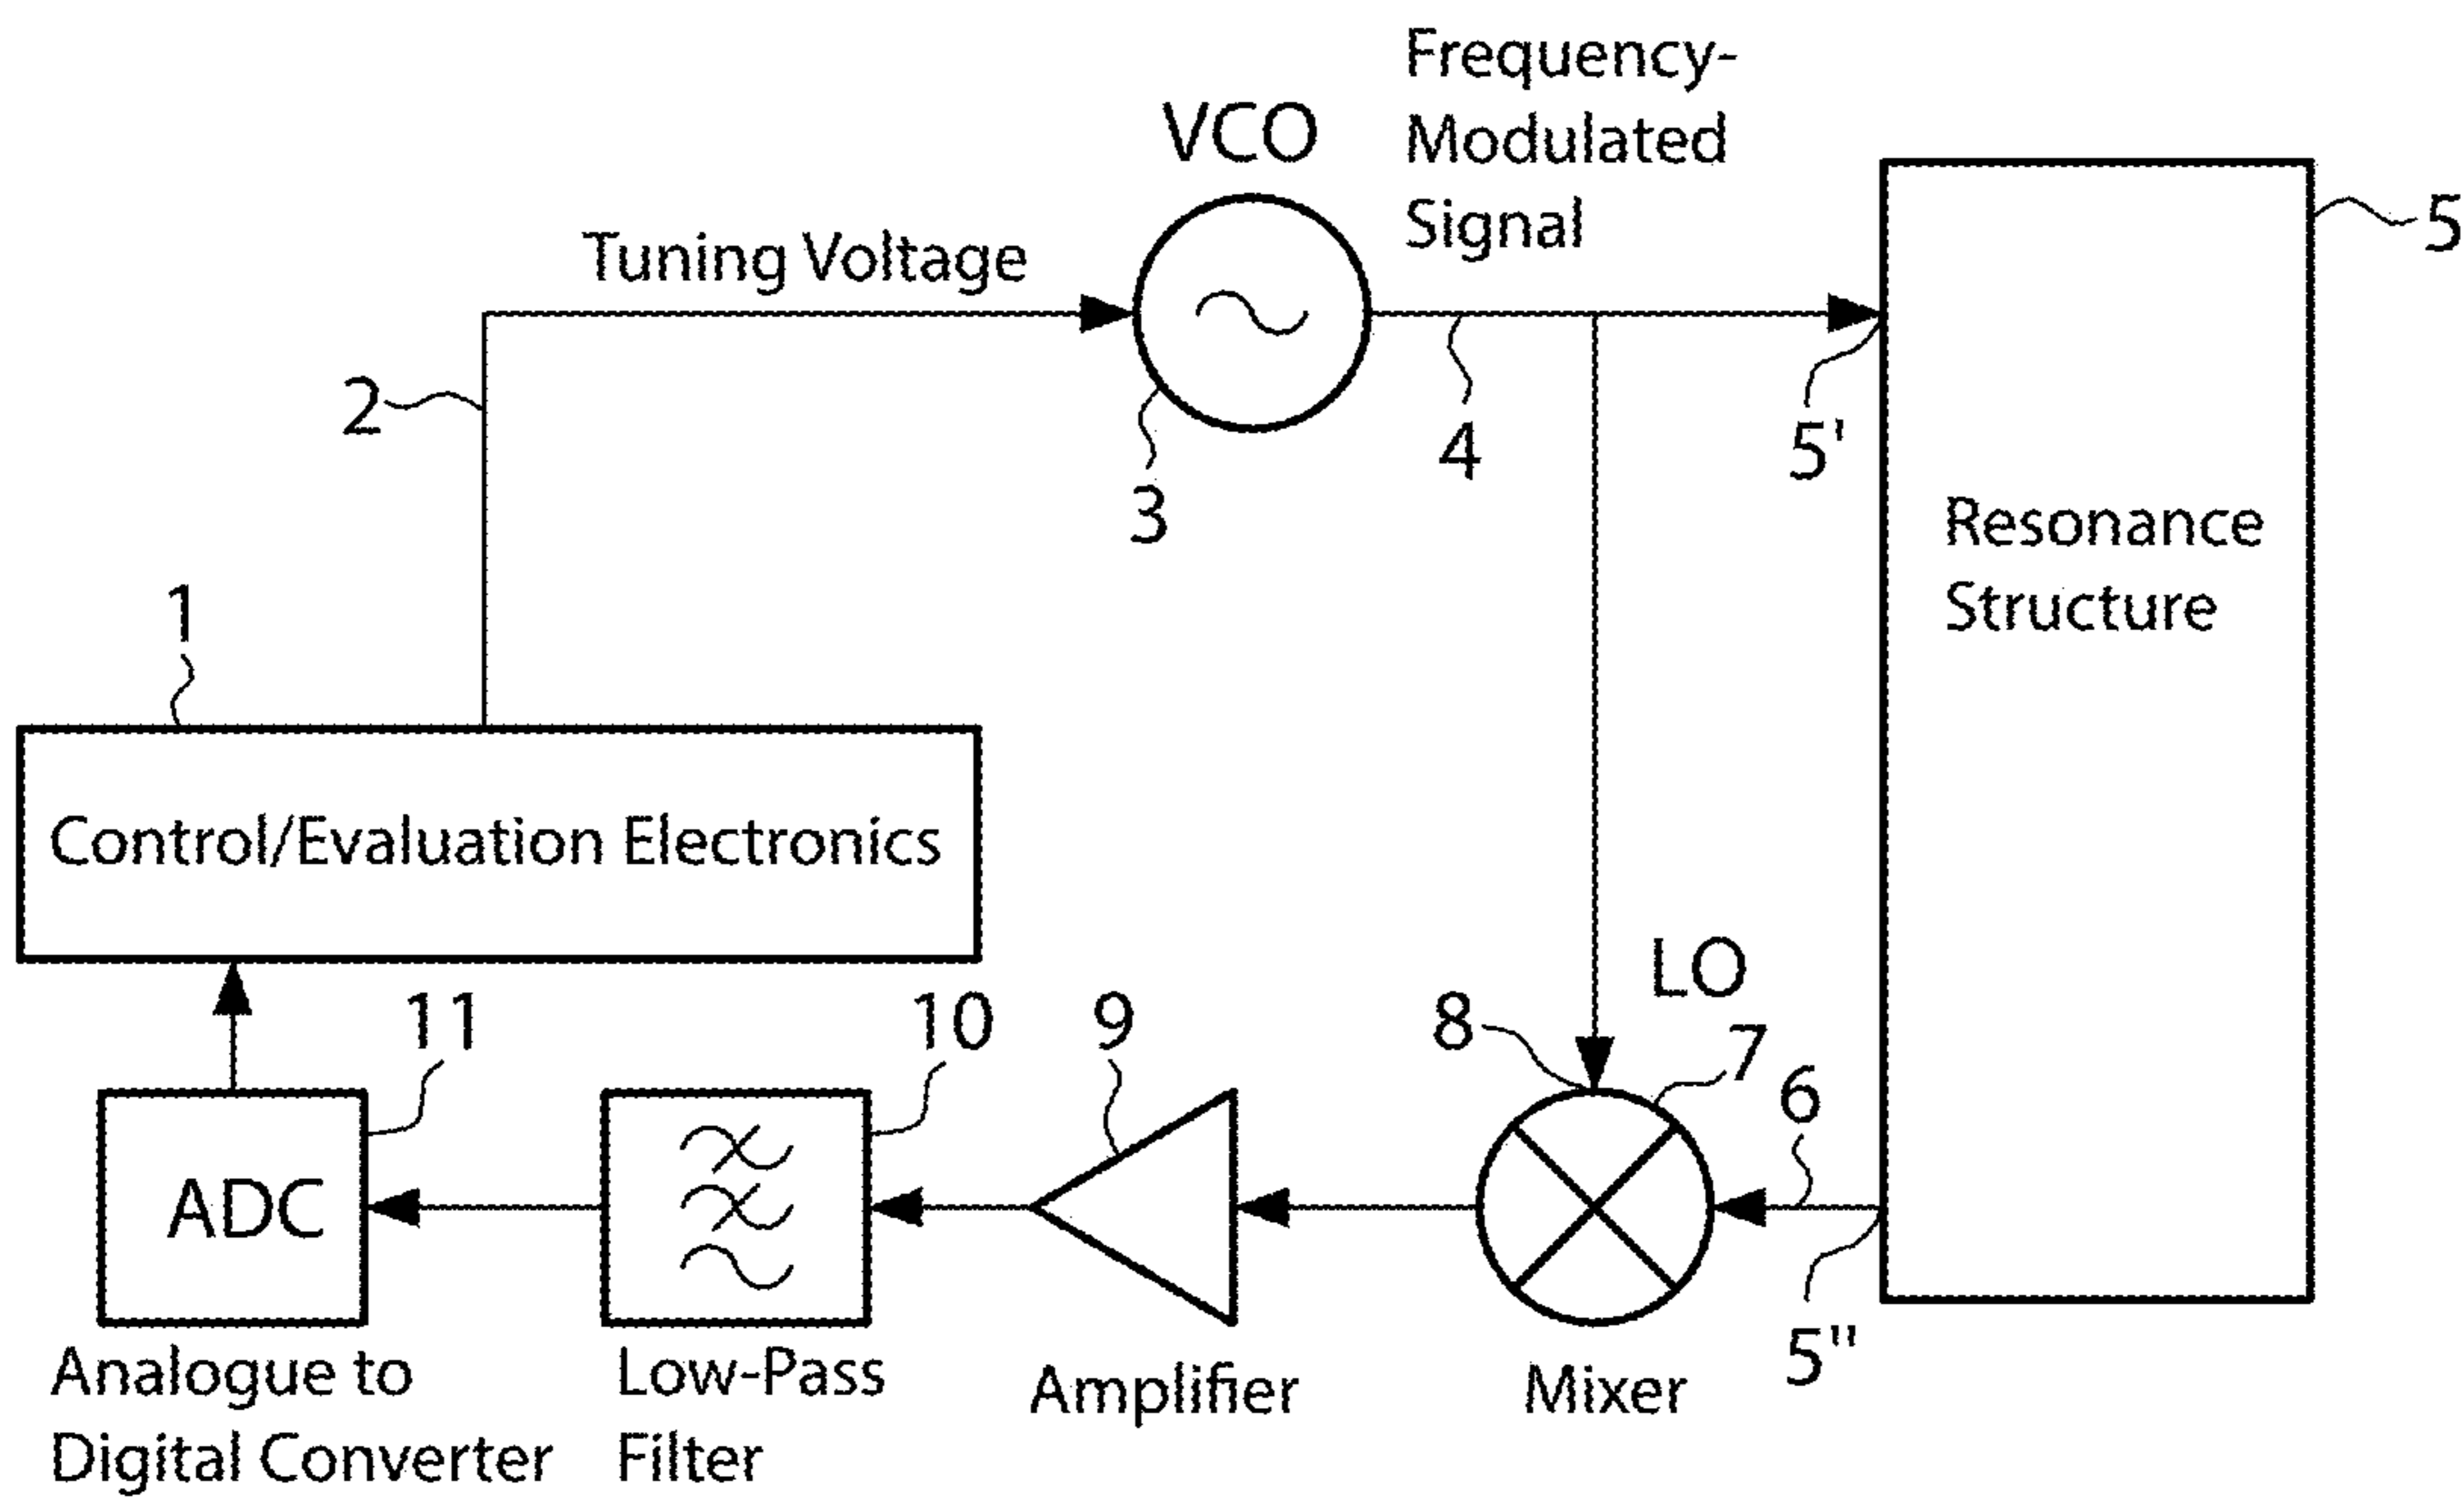 Frequency-
Modulated
Signal
VCO
Tuning Voltage
5
2
3
4
5'
Resonance
Structure
1
Control/Evaluation Electronics
LO
11
10
9
8
7
6
ADC
5"
Analogue to
Digital Converter
Low-Pass
Filter
Amplifier
Mixer